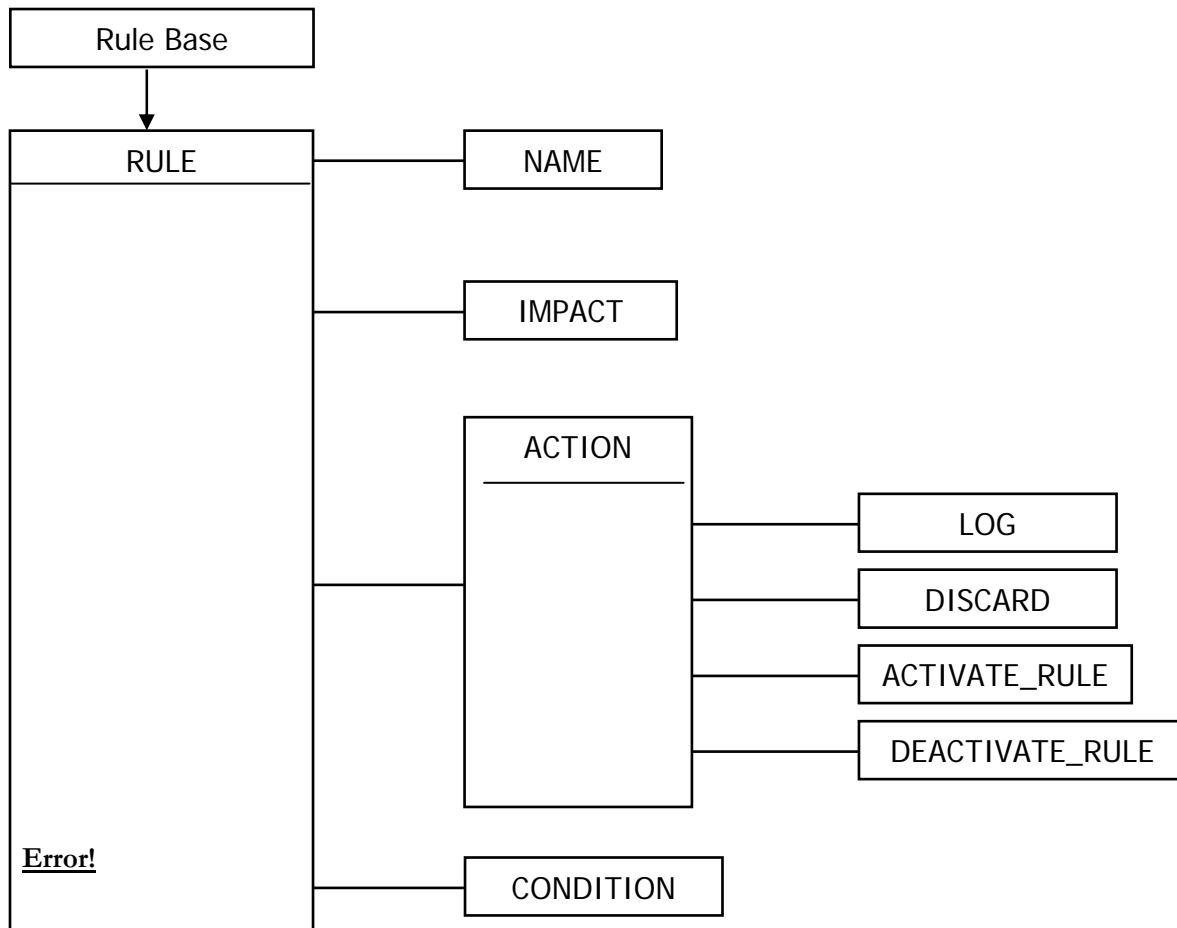 Rule Base
RULE
NAME
IMPACT
ACTION
LOG
DISCARD
ACTIVATE_RULE
DEACTIVATE_RULE
Error!
CONDITION